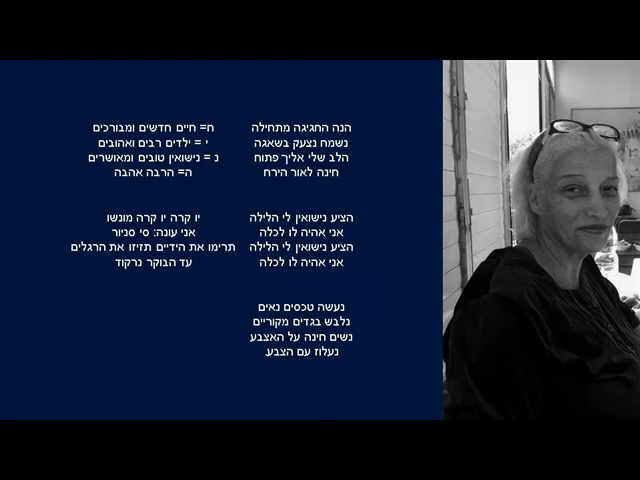 הנה החגיגה מתחילה
נשמח נצעק בשאגה
הלב שלי אליך פתוח
חינה לאור הירח
הציע נישואין לי הלילה
אני אהיה לו לכלה
הציע נישואין לי הלילה
אני אהיה לו לכלה
נעשה טכסים נאים
נלבש בגדים מקוריים
נשים חינה על האצבע
נעלוז עם הצבע.
ח= חיים חדשים ומבורכים
י = ילדים רבים ואהובים
נ = נישואין טובים ומאושרים
ה= הרבה אהבה
יו קרה יו קרה מונשו
אני עונה: סי סניור
תרימו את הידיים תזיזו את הרגלים
עד הבוקר נרקוד